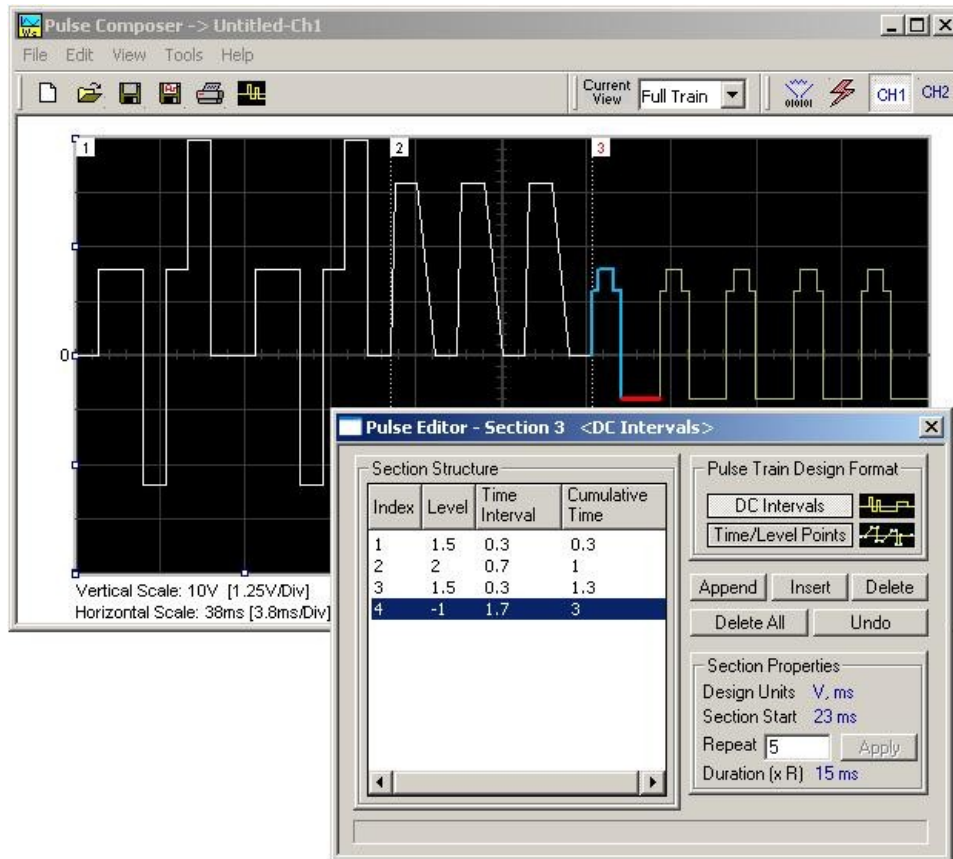 Pulse Composer -> Untitled-Ch1
File Edit View Tools Help
Current View Full Train
010101
CH1 CH2
1 2 3
0
Vertical Scale: 10V [1.25V/Div]
Horizontal Scale: 38ms [3.8ms/Div]
Pulse Editor - Section 3 <DC Intervals>
Section Structure
Index Level Time Interval Cumulative Time
1 1.5 0.3 0.3
2 2 0.7 1
3 1.5 0.3 1.3
4 -1 1.7 3
Pulse Train Design Format
DC Intervals
Time/Level Points
Append Insert Delete
Delete All Undo
Section Properties
Design Units V, ms
Section Start 23 ms
Repeat 5 Apply
Duration (x R) 15 ms